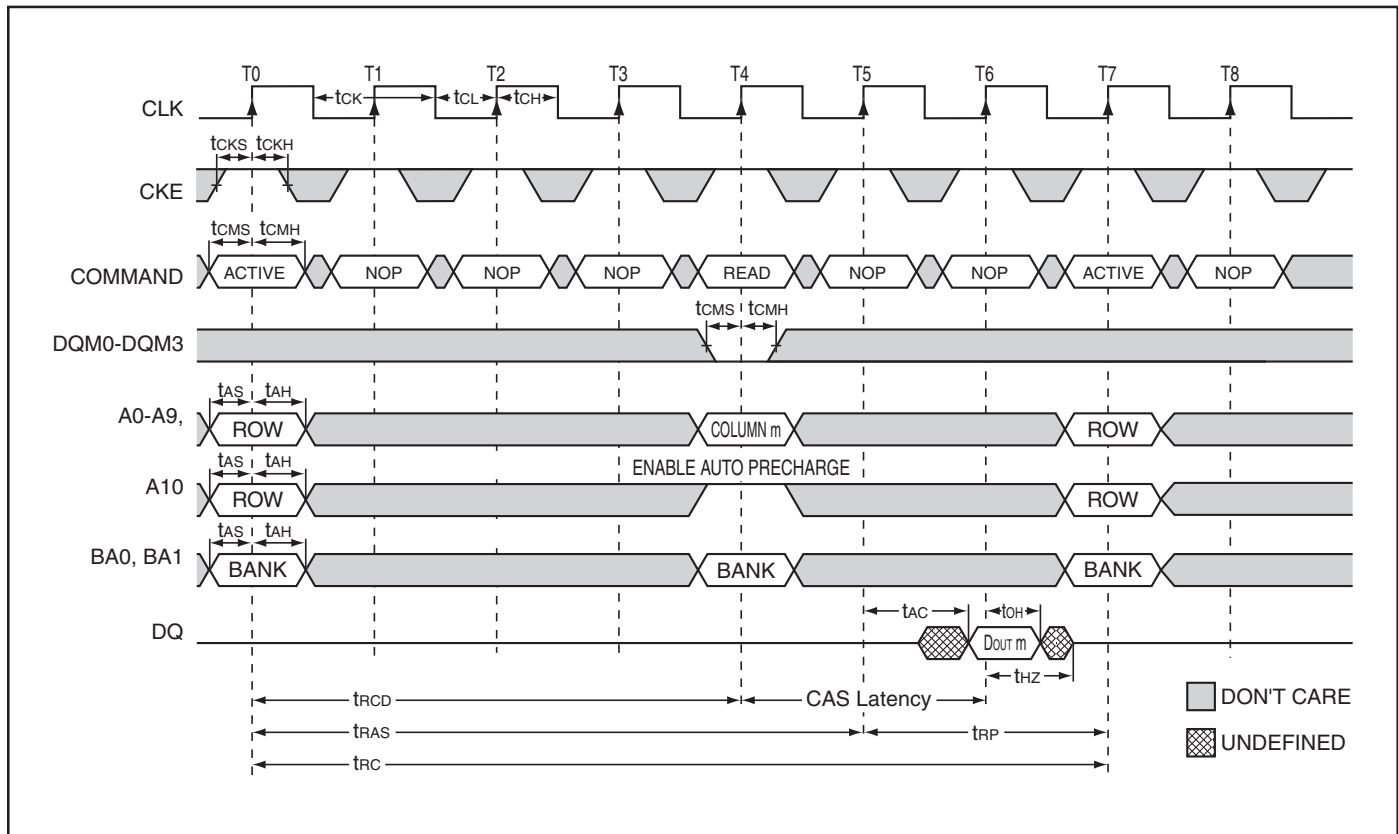 T0 T1 T2 T3 T4 T5 T6 T7 T8
CLK
tCK tCL tCH
tCKS tCKH
CKE
tCMS tCMH
COMMAND
ACTIVE NOP NOP NOP READ NOP NOP ACTIVE NOP
tCMS tCMH
DQM0-DQM3
tAS tAH
A0-A9,
ROW COLUMN m ROW
tAS tAH
ENABLE AUTO PRECHARGE
A10
ROW ROW
tAS tAH
BA0, BA1
BANK BANK BANK
tAC tOH
DQ
DOUT m
tHZ
tRCD CAS Latency
DON'T CARE
tRAS tRP
UNDEFINED
tRC